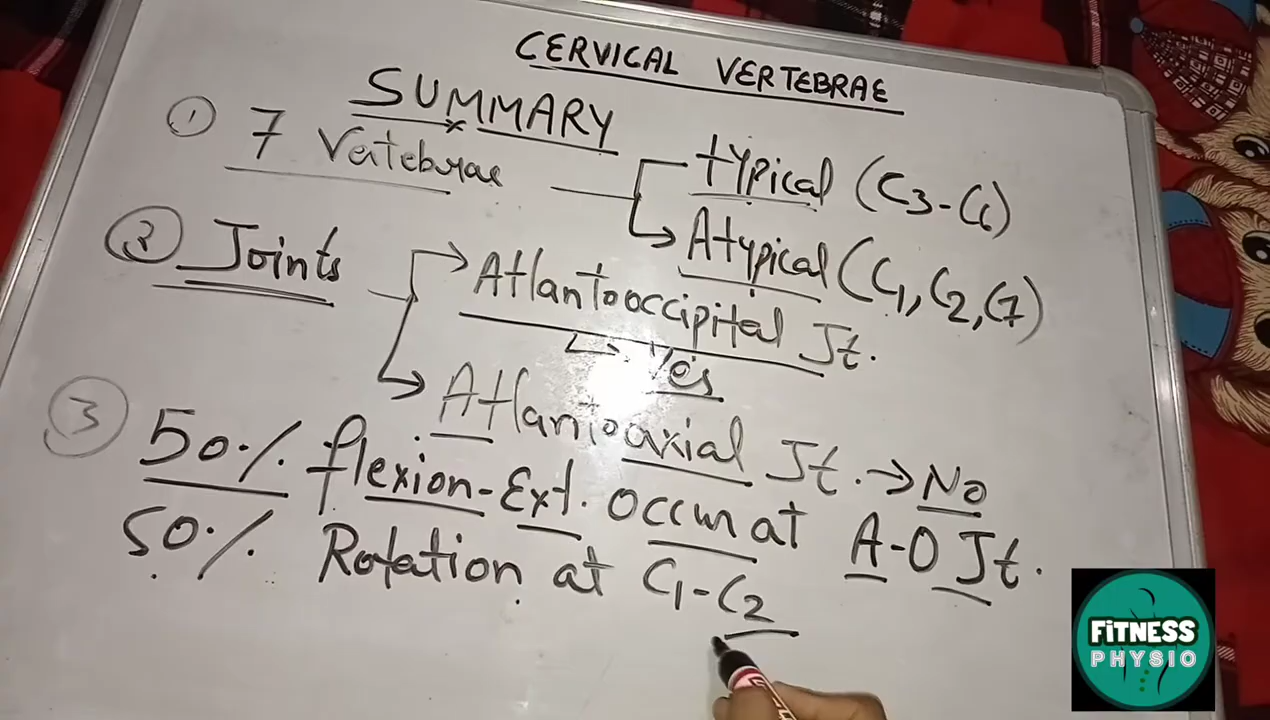 CERVICAL VERTEBRAE
SUMMARY
① 7 Vertebrae
typical (C3-C6)
Atypical (C1, C2, C7)
② Joints
Atlantooccipital Jt.
Yes
Atlantoaxial Jt. → No
③ 50% flexion-Ext. occur at A-O Jt.
50% Rotation at C1-C2
FiTNESS
PHYSIO